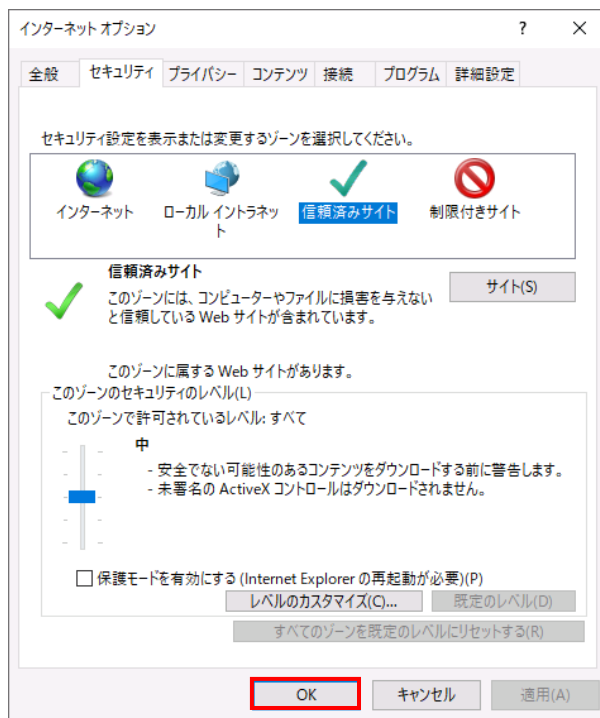 インターネット オプション ? ×
全般 セキュリティ プライバシー コンテンツ 接続 プログラム 詳細設定
セキュリティ設定を表示または変更するゾーンを選択してください。
インターネット
ローカル イントラネッ
ト
信頼済みサイト
制限付きサイト
信頼済みサイト
このゾーンには、コンピューターやファイルに損害を与えない
と信頼している Web サイトが含まれています。
サイト(S)
このゾーンに属する Web サイトがあります。
このゾーンのセキュリティのレベル(L)
このゾーンで許可されているレベル: すべて
中
- 安全でない可能性のあるコンテンツをダウンロードする前に警告します。
- 未署名の ActiveX コントロールはダウンロードされません。
保護モードを有効にする (Internet Explorer の再起動が必要)(P)
レベルのカスタマイズ(C)... 既定のレベル(D)
すべてのゾーンを既定のレベルにリセットする(R)
OK キャンセル 適用(A)